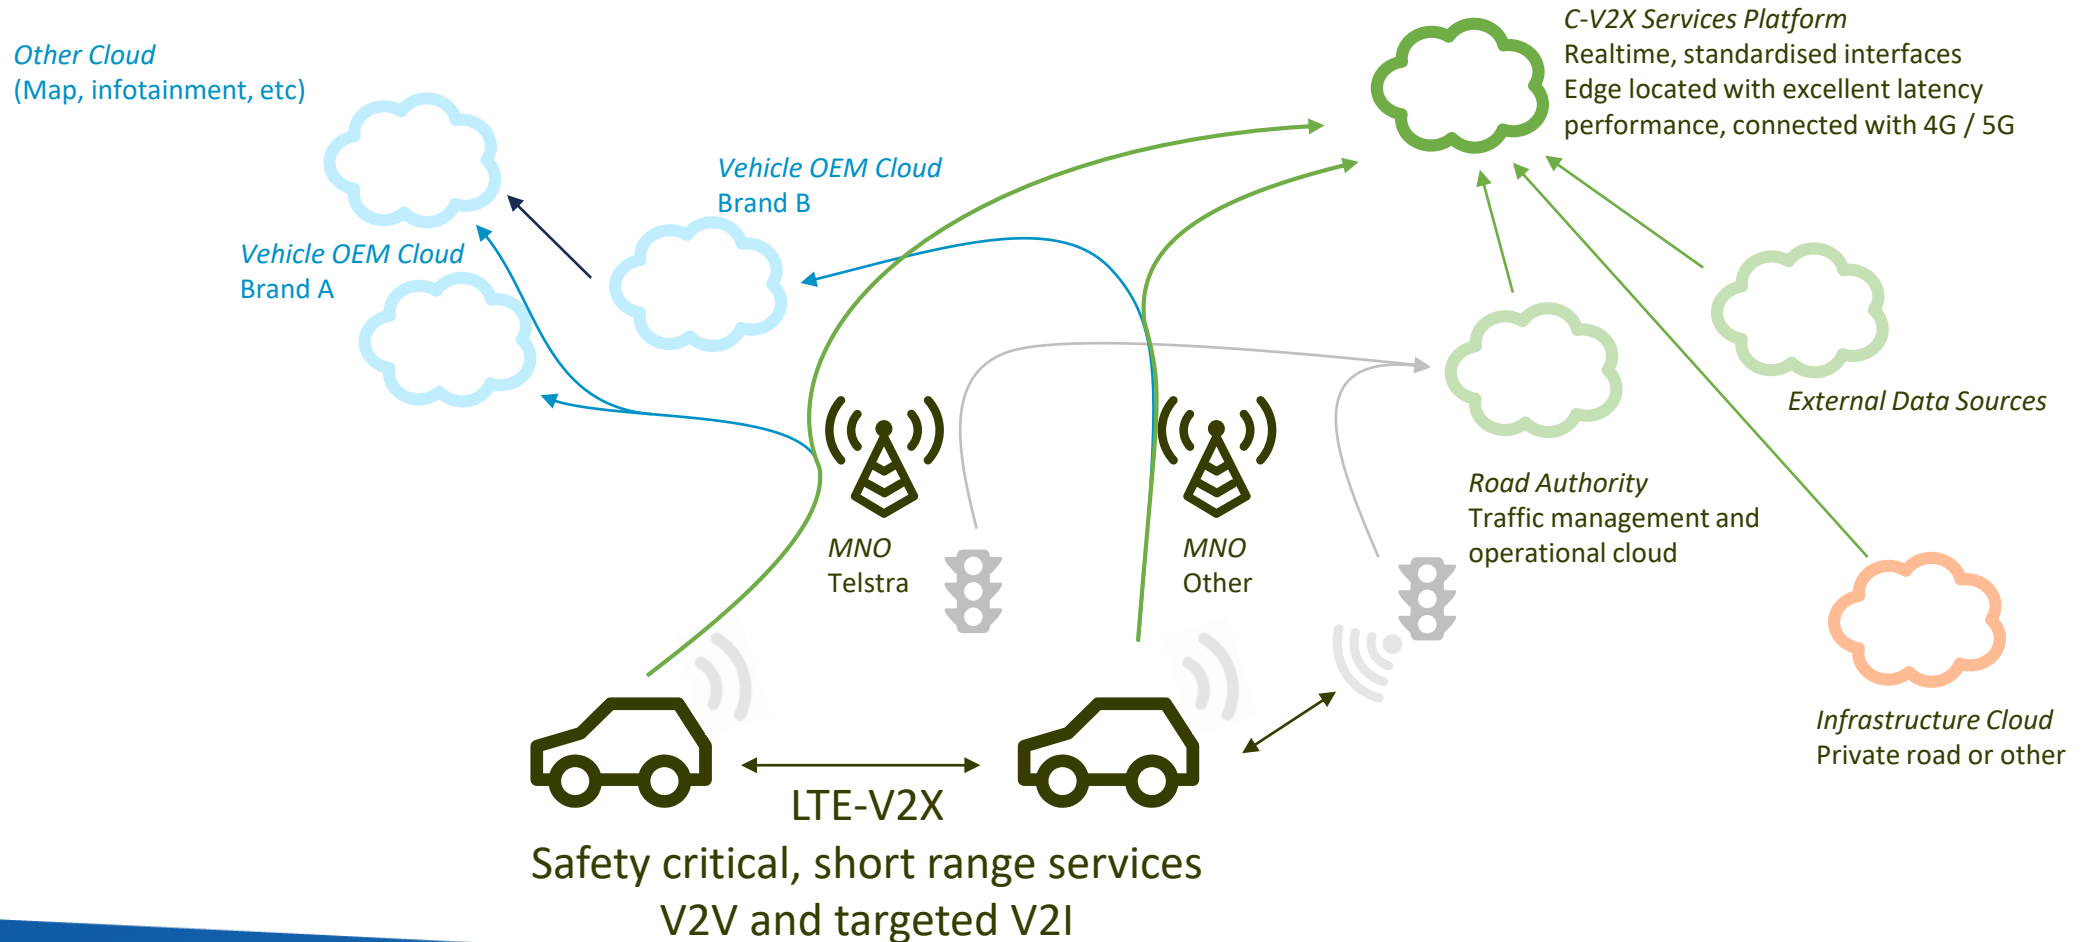 Other Cloud
(Map, infotainment, etc)
Vehicle OEM Cloud
Brand A
Vehicle OEM Cloud
Brand B
C-V2X Services Platform
Realtime, standardised interfaces
Edge located with excellent latency
performance, connected with 4G / 5G
External Data Sources
Road Authority
Traffic management and
operational cloud
MNO
Telstra
MNO
Other
Infrastructure Cloud
Private road or other
LTE-V2X
Safety critical, short range services
V2V and targeted V2I